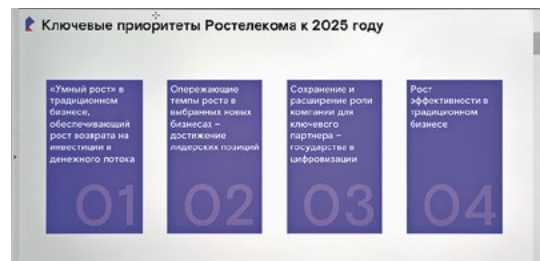 Ключевые приоритеты Ростелекома к 2025 году
«Умный рост» в
традиционном
бизнесе,
обеспечивающий
рост возврата на
инвестиции и
денежного потока
01
Опережающие
темпы роста в
выбранных новых
бизнесах –
достижение
лидерских позиций
02
Сохранение и
расширение роли
компании для
ключевого
партнера –
государства в
цифровизации
03
Рост
эффективности в
традиционном
бизнесе
04